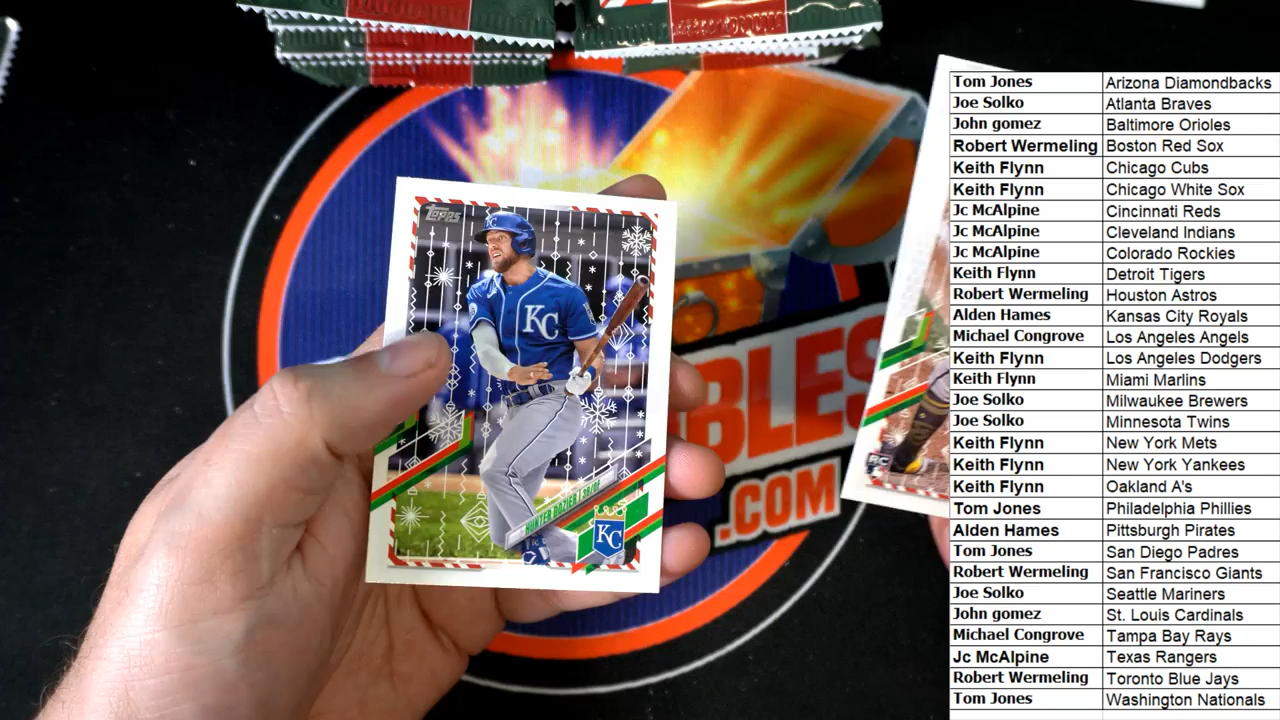 TOPPS
KC
KC
HUNTER DOZIER | 3B/OF
KC
RC
BLES
.COM
Tom Jones Arizona Diamondbacks
Joe Solko Atlanta Braves
John gomez Baltimore Orioles
Robert Wermeling Boston Red Sox
Keith Flynn Chicago Cubs
Keith Flynn Chicago White Sox
Jc McAlpine Cincinnati Reds
Jc McAlpine Cleveland Indians
Jc McAlpine Colorado Rockies
Keith Flynn Detroit Tigers
Robert Wermeling Houston Astros
Alden Hames Kansas City Royals
Michael Congrove Los Angeles Angels
Keith Flynn Los Angeles Dodgers
Keith Flynn Miami Marlins
Joe Solko Milwaukee Brewers
Joe Solko Minnesota Twins
Keith Flynn New York Mets
Keith Flynn New York Yankees
Keith Flynn Oakland A's
Tom Jones Philadelphia Phillies
Alden Hames Pittsburgh Pirates
Tom Jones San Diego Padres
Robert Wermeling San Francisco Giants
Joe Solko Seattle Mariners
John gomez St. Louis Cardinals
Michael Congrove Tampa Bay Rays
Jc McAlpine Texas Rangers
Robert Wermeling Toronto Blue Jays
Tom Jones Washington Nationals